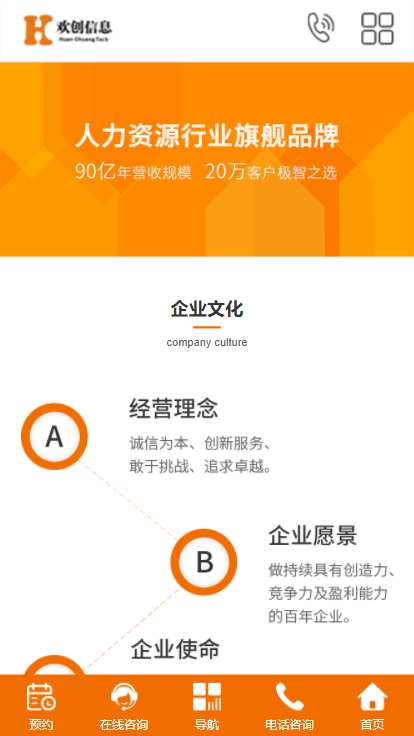 欢创信息
Huan Chuang Tack
人力资源行业旗舰品牌
90亿年营收规模 20万客户极智之选
企业文化
company culture
A
经营理念
诚信为本、创新服务、
敢于挑战、追求卓越。
B
企业愿景
做持续具有创造力、
竞争力及盈利能力
的百年企业。
企业使命
预约
在线咨询
导航
电话咨询
首页